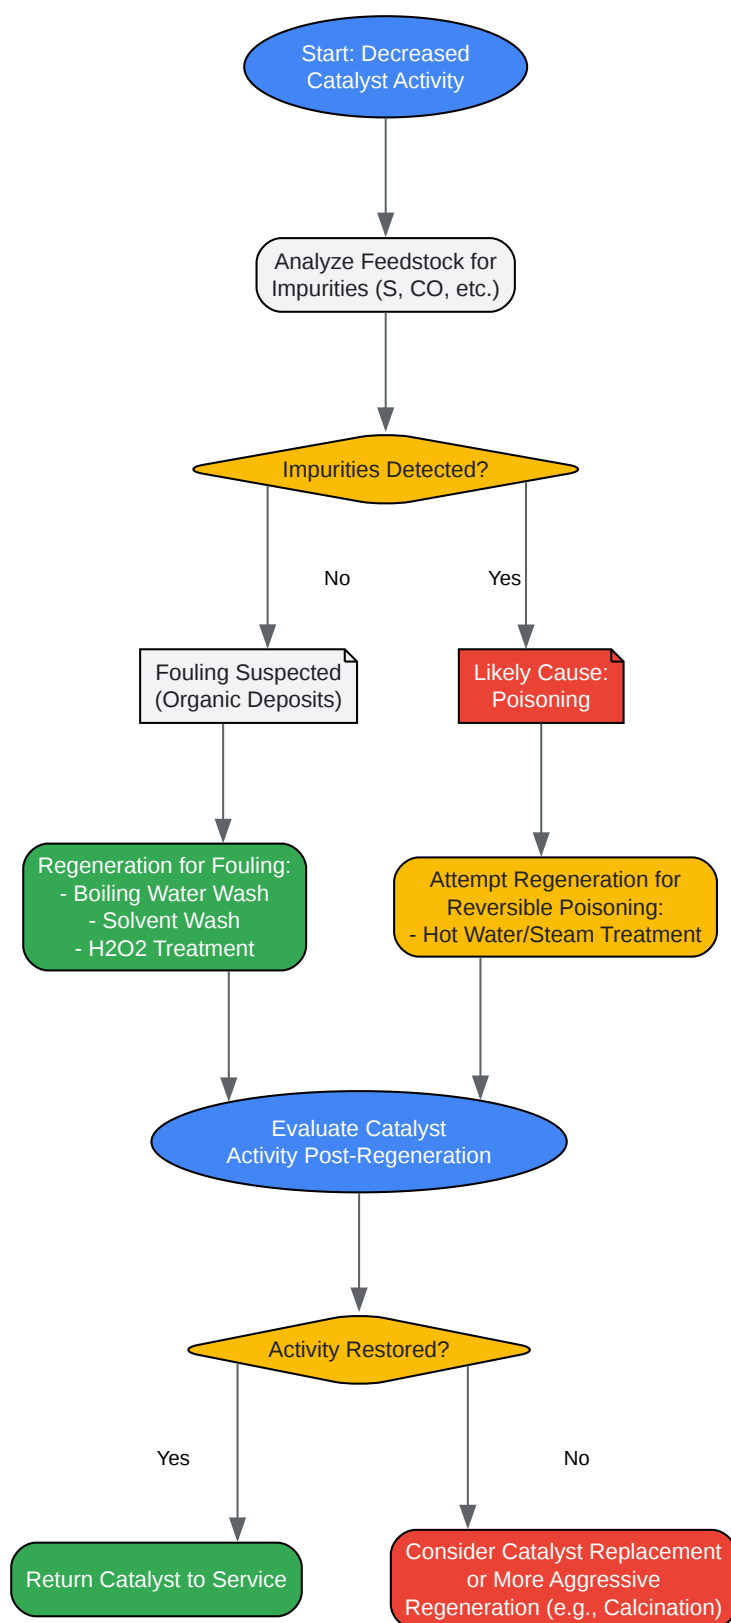 Start: Decreased
Catalyst Activity
Analyze Feedstock for
Impurities (S, CO, etc.)
Impurities Detected?
No
Yes
Fouling Suspected
(Organic Deposits)
Likely Cause:
Poisoning
Regeneration for Fouling:
- Boiling Water Wash
- Solvent Wash
- H2O2 Treatment
Attempt Regeneration for
Reversible Poisoning:
- Hot Water/Steam Treatment
Evaluate Catalyst
Activity Post-Regeneration
Activity Restored?
Yes
No
Return Catalyst to Service
Consider Catalyst Replacement
or More Aggressive
Regeneration (e.g., Calcination)